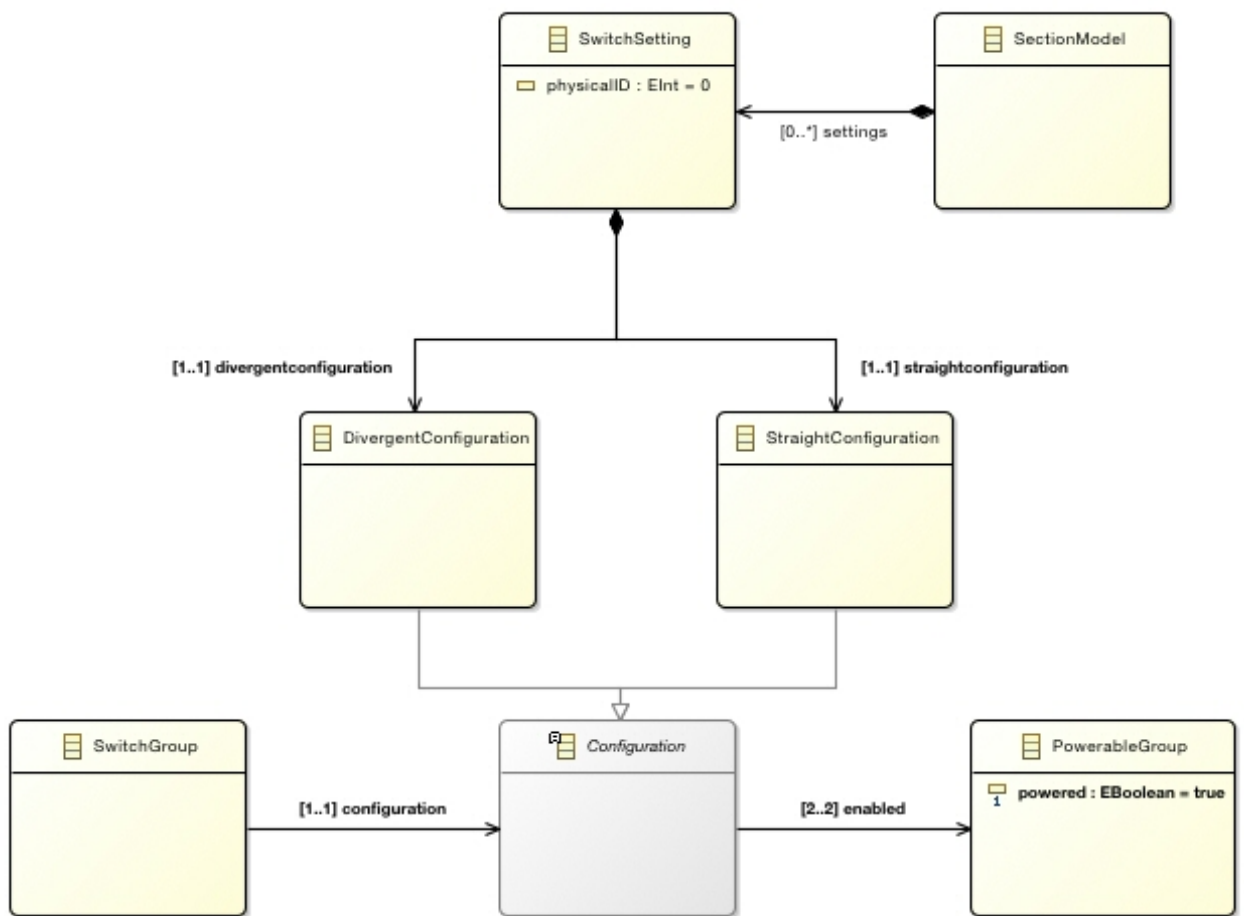 SwitchSetting
SectionModel
physicalID : EInt = 0
[0..*] settings
[1..1] divergentconfiguration
[1..1] straightconfiguration
DivergentConfiguration
StraightConfiguration
SwitchGroup
Configuration
PowerableGroup
[1..1] configuration
[2..2] enabled
1
powered : EBoolean = true